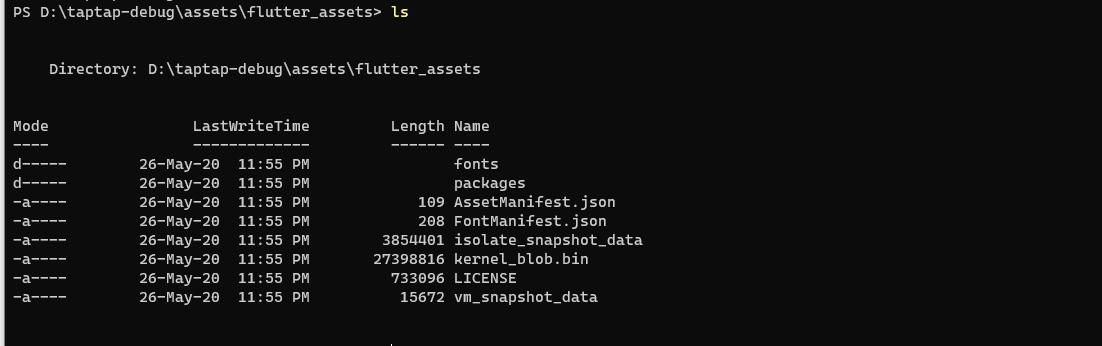 PS D:\taptap-debug\assets\flutter_assets> ls
Directory: D:\taptap-debug\assets\flutter_assets
Mode LastWriteTime Length Name
---- ------------- ------ ----
d----- 26-May-20 11:55 PM fonts
d----- 26-May-20 11:55 PM packages
-a---- 26-May-20 11:55 PM 109 AssetManifest.json
-a---- 26-May-20 11:55 PM 208 FontManifest.json
-a---- 26-May-20 11:55 PM 3854401 isolate_snapshot_data
-a---- 26-May-20 11:55 PM 27398816 kernel_blob.bin
-a---- 26-May-20 11:55 PM 733096 LICENSE
-a---- 26-May-20 11:55 PM 15672 vm_snapshot_data